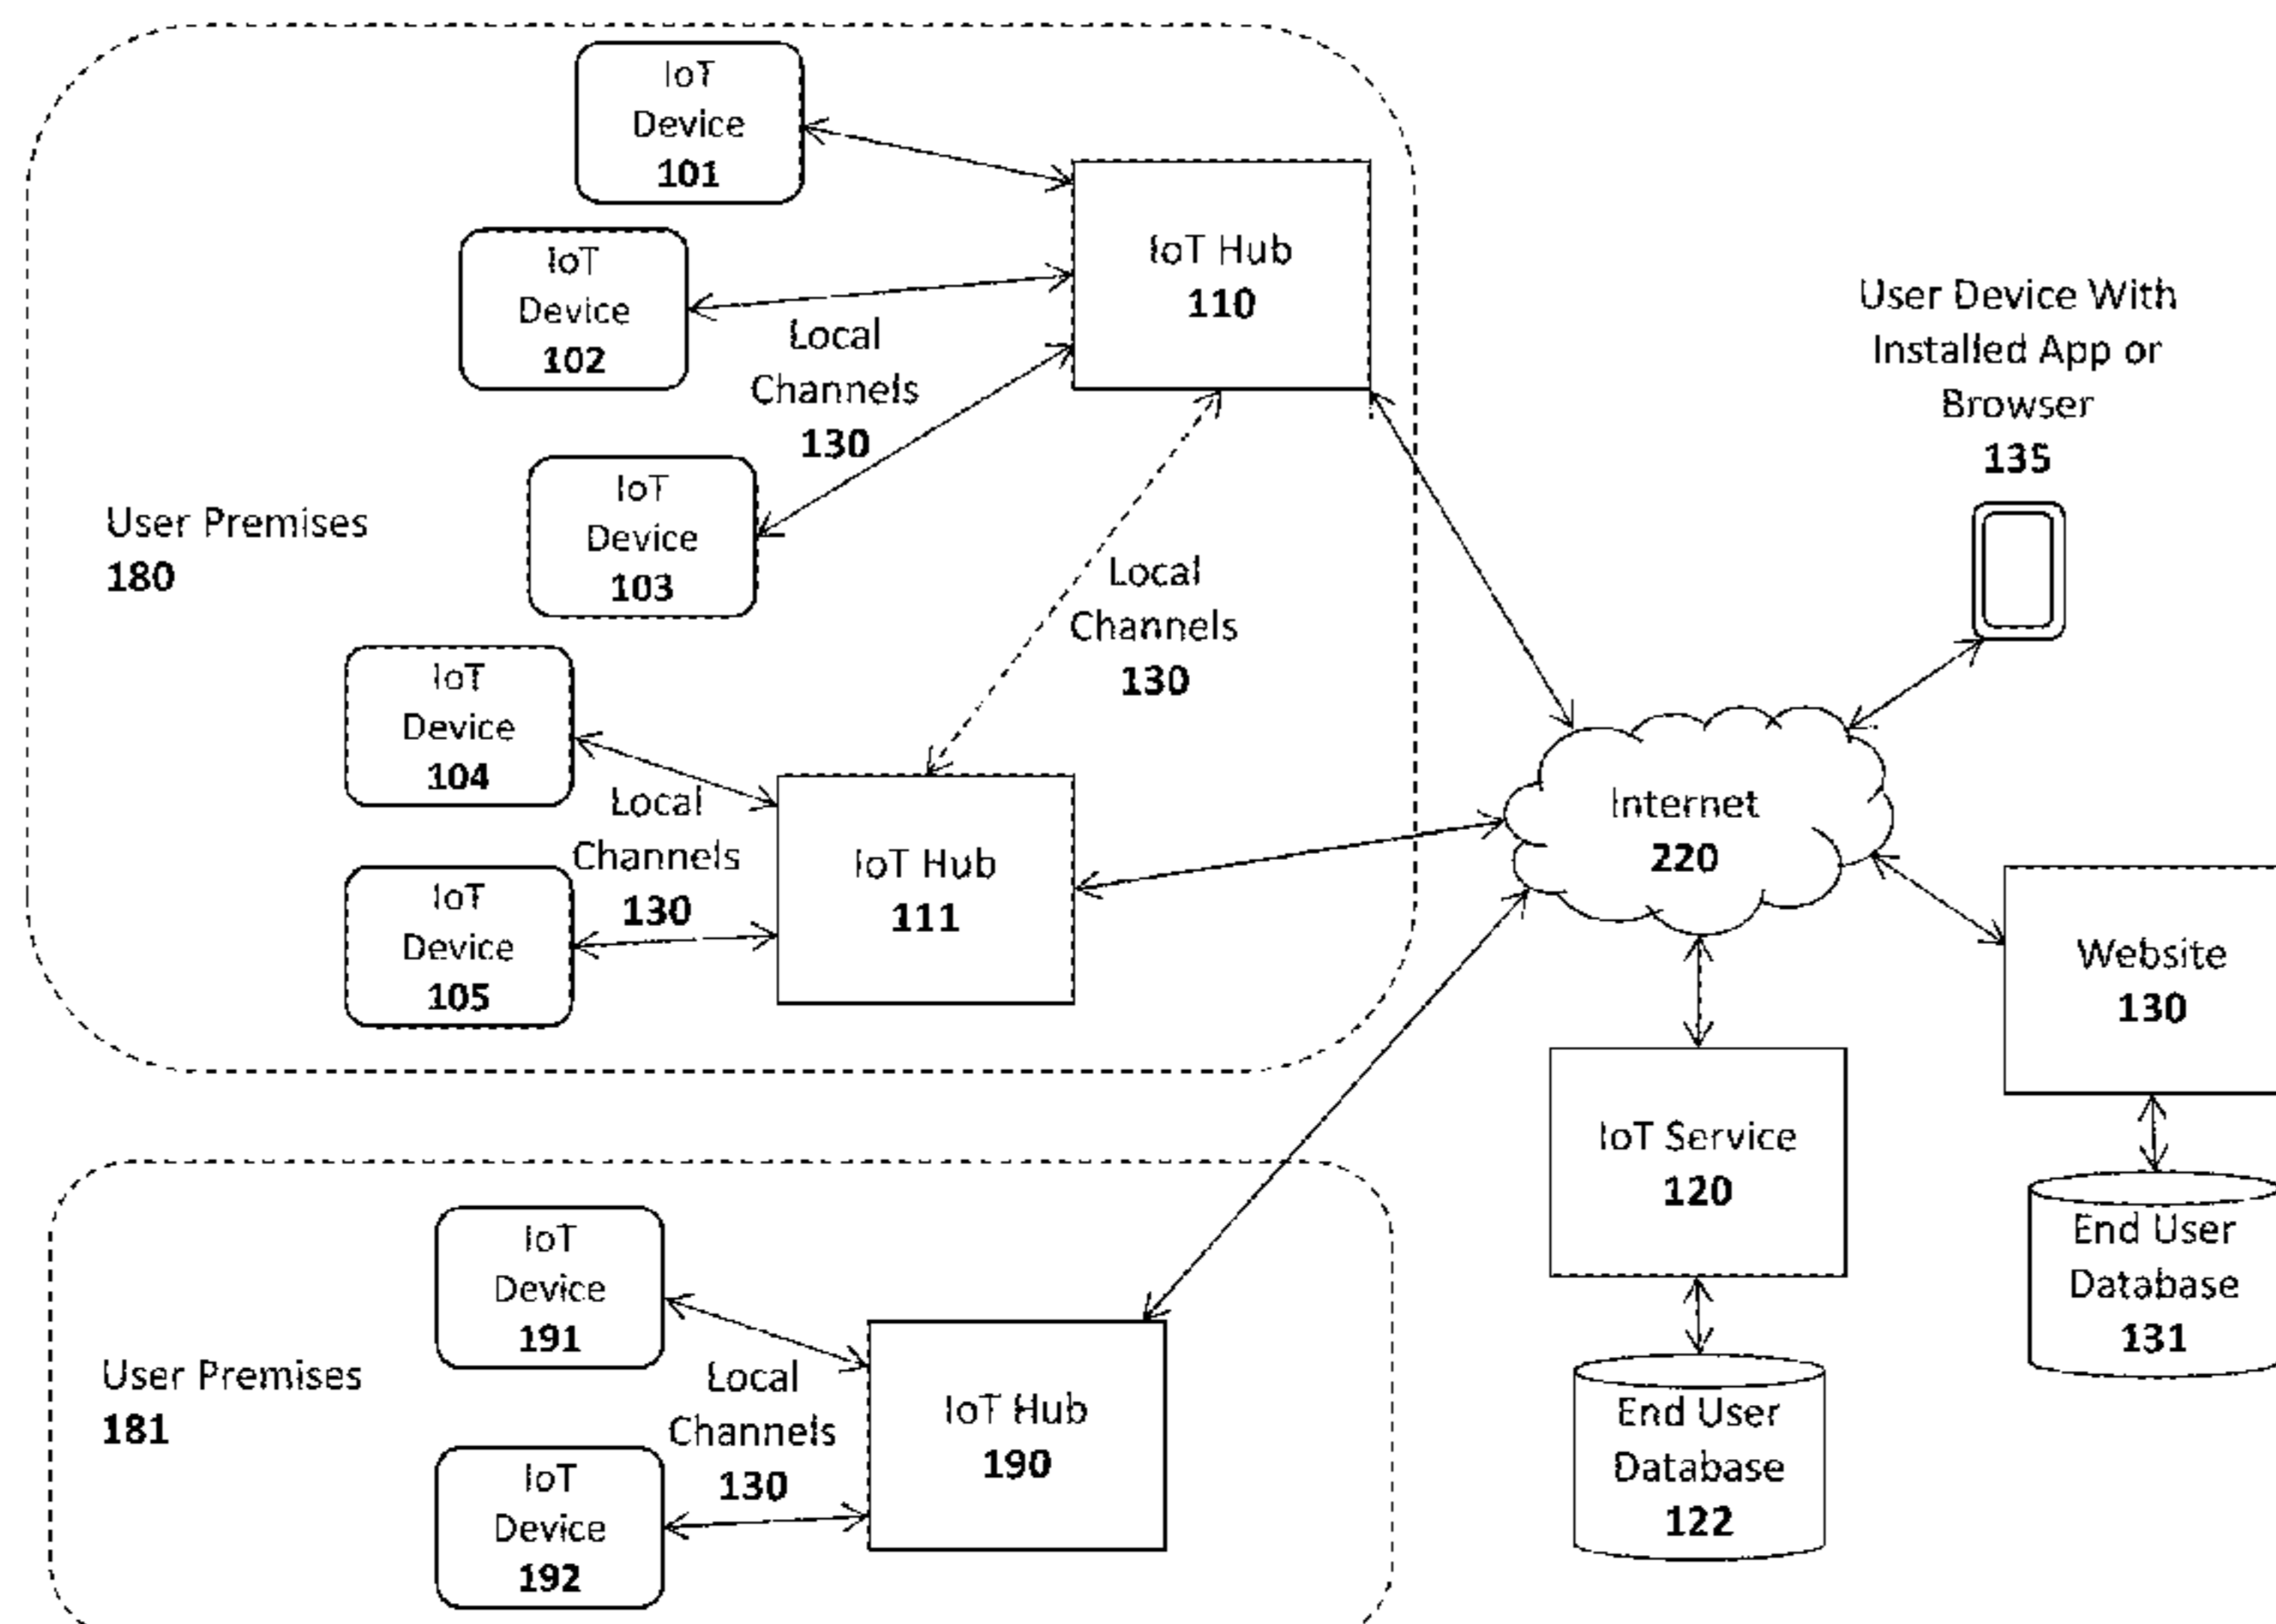 IoT
Device
101
IoT
Device
102
Local
Channels
130
IoT
Device
103
IoT Hub
110
User Premises
180
Local
Channels
130
IoT
Device
104
IoT
Device
105
Local
Channels
130
IoT Hub
111
User Device With
Installed App or
Browser
135
Internet
220
Website
130
End User
Database
131
IoT Service
120
End User
Database
122
User Premises
181
IoT
Device
191
IoT
Device
192
Local
Channels
130
IoT Hub
190